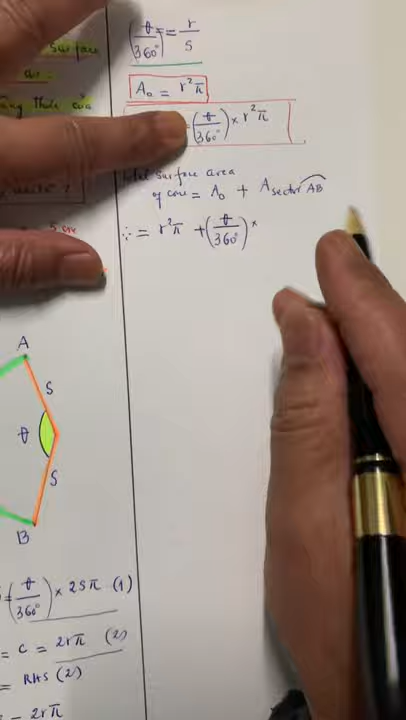 surface
(θ/360°) = r/s
A₀ = r²π
(θ/360°) × r²π
surface area
of cone = A₀ + A sector AB
∴ = r²π + (θ/360°) ×
A
S
θ
S
B
(θ/360°) × 2Sπ (1)
= C = 2rπ (2)
= RHS (2)
2rπ